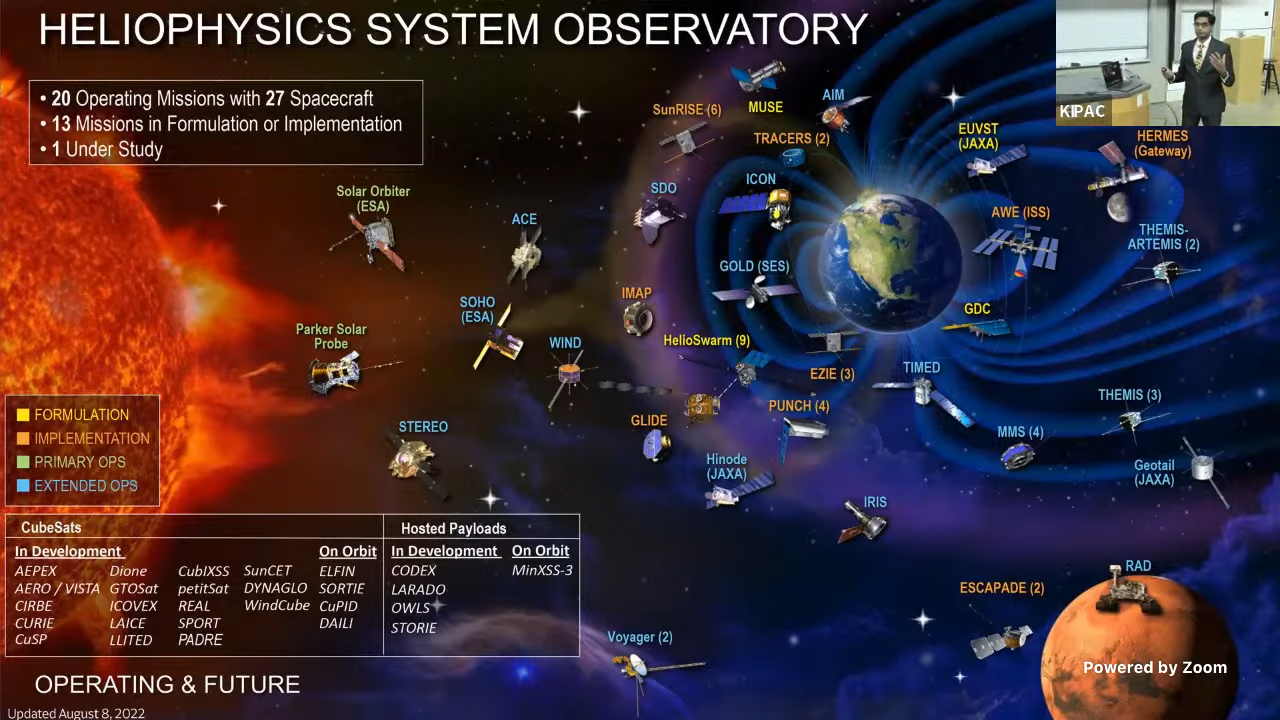 HELIOPHYSICS SYSTEM OBSERVATORY
• 20 Operating Missions with 27 Spacecraft
• 13 Missions in Formulation or Implementation
• 1 Under Study
KIPAC
MUSE
AIM
SunRISE (6)
TRACERS (2)
EUVST
(JAXA)
HERMES
(Gateway)
Solar Orbiter
(ESA)
ACE
SDO
ICON
AWE (ISS)
THEMIS-
ARTEMIS (2)
GOLD (SES)
IMAP
SOHO
(ESA)
GDC
Parker Solar
Probe
WIND
HelioSwarm (9)
EZIE (3)
TIMED
THEMIS (3)
PUNCH (4)
GLIDE
STEREO
MMS (4)
Hinode
(JAXA)
Geotail
(JAXA)
IRIS
FORMULATION
IMPLEMENTATION
PRIMARY OPS
EXTENDED OPS
CubeSats
In Development
AEPEX
AERO / VISTA
CIRBE
CURIE
CuSP
Dione
GTOSat
ICOVEX
LAICE
LLITED
CubIXSS
petitSat
REAL
SPORT
PADRE
SunCET
DYNAGLO
WindCube
On Orbit
ELFIN
SORTIE
CuPID
DAILI
Hosted Payloads
In Development
CODEX
LARADO
OWLS
STORIE
On Orbit
MinXSS-3
RAD
ESCAPADE (2)
Voyager (2)
Powered by Zoom
OPERATING & FUTURE
Updated August 8, 2022